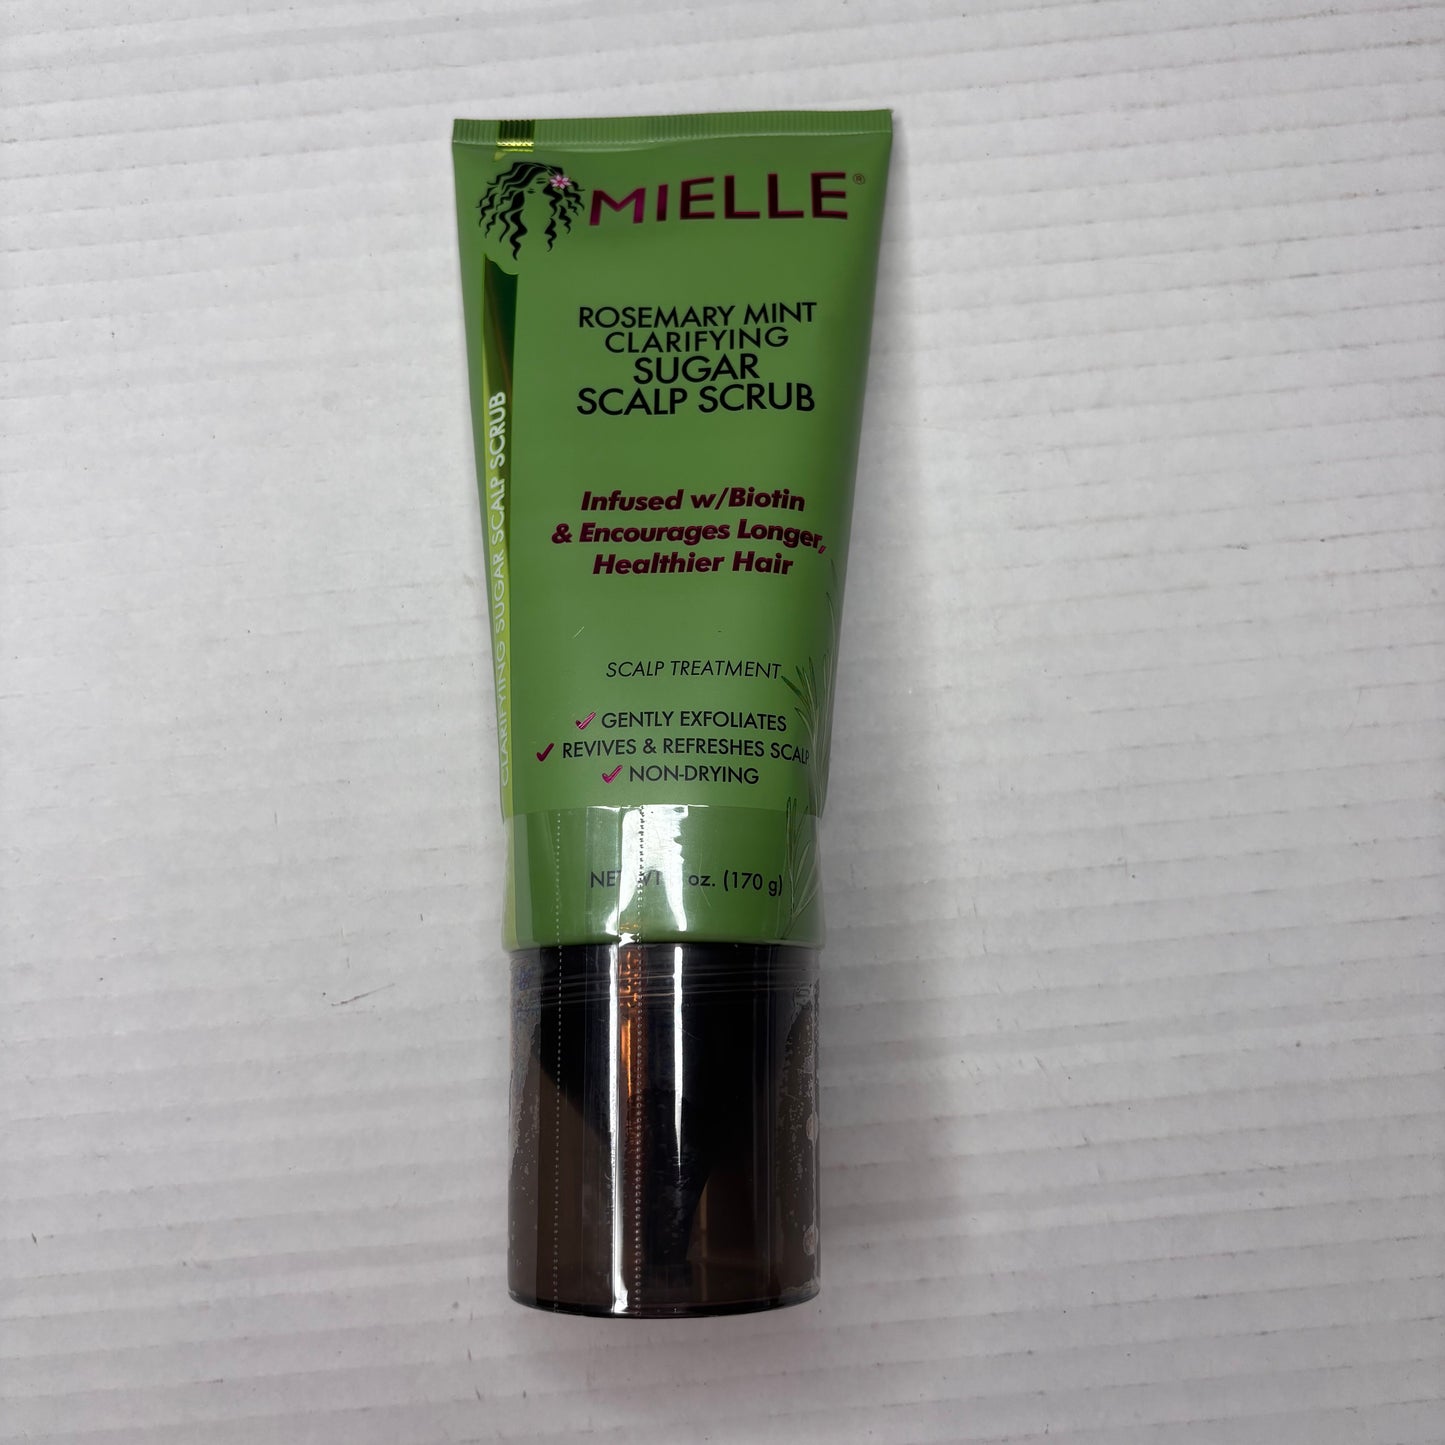 MIELLE®
ROSEMARY MINT
CLARIFYING
SUGAR
SCALP SCRUB
Infused w/Biotin
& Encourages Longer,
Healthier Hair
SCALP TREATMENT
GENTLY EXFOLIATES
REVIVES & REFRESHES SCALP
NON-DRYING
oz. (170 g)
CLARIFYING SUGAR SCALP SCRUB